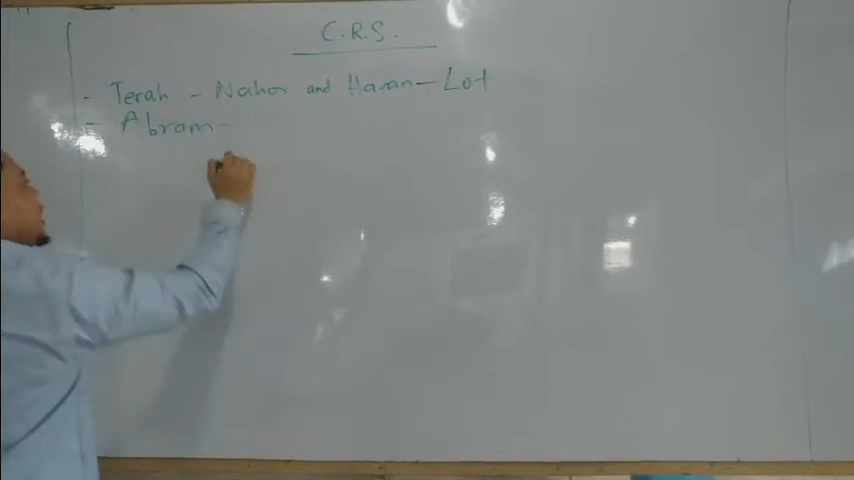 C.R.S.
- Terah - Nahor and Haran - Lot
- Abram -